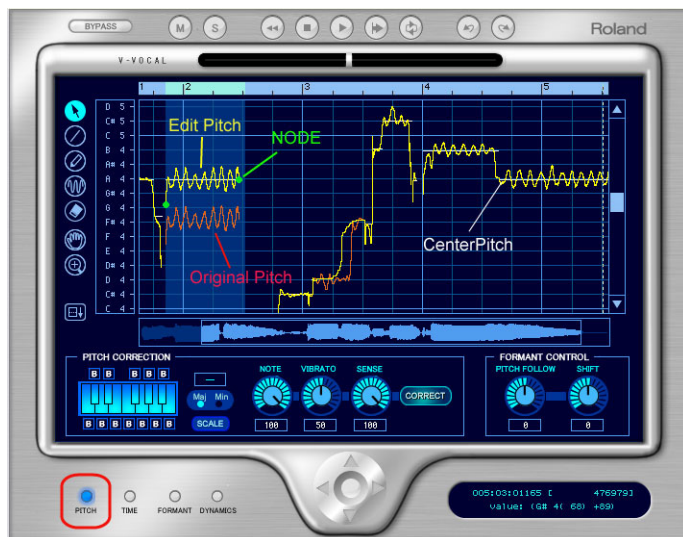 BYPASS M S Roland
V-VOCAL
1 2 3 4 5
D 5
C# 5
C 5
B 4
A# 4
A 4
G# 4
G 4
F# 4
F 4
E 4
D# 4
D 4
C# 4
C 4
Edit Pitch
NODE
CenterPitch
Original Pitch
PITCH CORRECTION
B B B B B
B B B B B B B
—
Maj Min
SCALE
NOTE VIBRATO SENSE
CORRECT
100 50 100
FORMANT CONTROL
PITCH FOLLOW SHIFT
0 0
PITCH TIME FORMANT DYNAMICS
005:03:01165 [ 476979]
value: (G# 4( 68) +89)